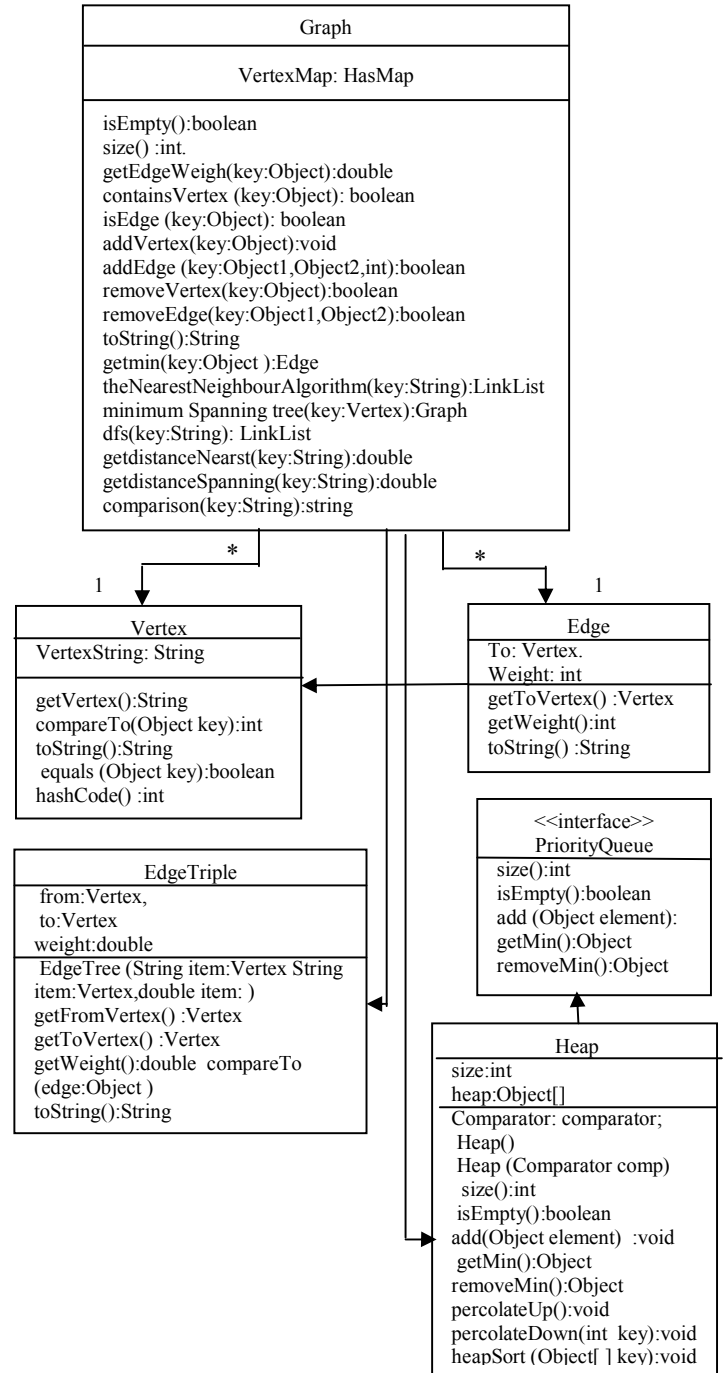 Graph
VertexMap: HasMap
isEmpty():boolean
size() :int.
getEdgeWeigh(key:Object):double
containsVertex (key:Object): boolean
isEdge (key:Object): boolean
addVertex(key:Object):void
addEdge (key:Object1,Object2,int):boolean
removeVertex(key:Object):boolean
removeEdge(key:Object1,Object2):boolean
toString():String
getmin(key:Object ):Edge
theNearestNeighbourAlgorithm(key:String):LinkList
minimum Spanning tree(key:Vertex):Graph
dfs(key:String): LinkList
getdistanceNearst(key:String):double
getdistanceSpanning(key:String):double
comparison(key:String):string
* *
1 1
Vertex
VertexString: String
getVertex():String
compareTo(Object key):int
toString():String
equals (Object key):boolean
hashCode() :int
Edge
To: Vertex.
Weight: int
getToVertex() :Vertex
getWeight():int
toString() :String
<<interface>>
PriorityQueue
size():int
isEmpty():boolean
add (Object element):
getMin():Object
removeMin():Object
EdgeTriple
from:Vertex,
to:Vertex
weight:double
EdgeTree (String item:Vertex String
item:Vertex,double item: )
getFromVertex() :Vertex
getToVertex() :Vertex
getWeight():double compareTo
(edge:Object )
toString():String
Heap
size:int
heap:Object[]
Comparator: comparator;
Heap()
Heap (Comparator comp)
size():int
isEmpty():boolean
add(Object element) :void
getMin():Object
removeMin():Object
percolateUp():void
percolateDown(int key):void
heapSort (Object[ ] key):void